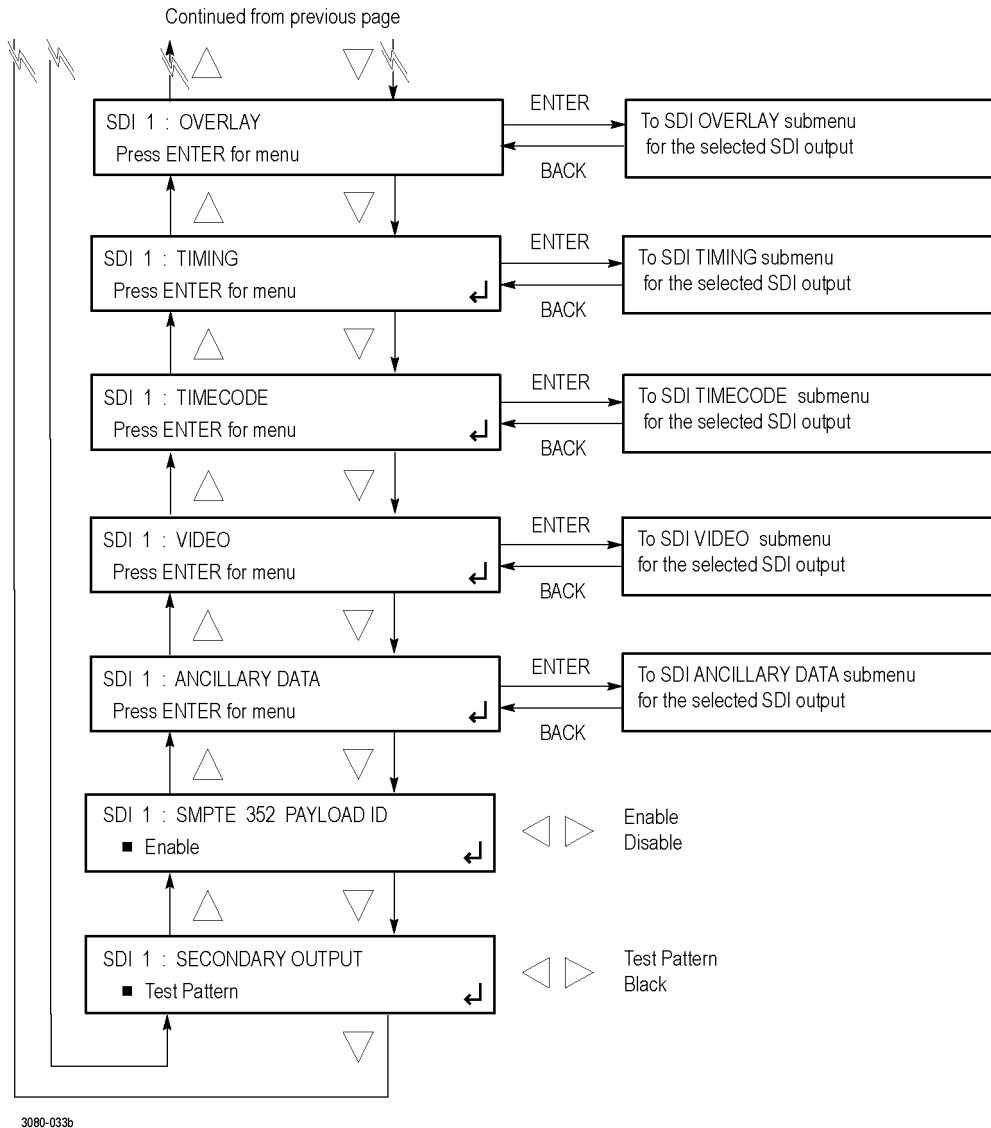 Continued from previous page
SDI 1 : OVERLAY
Press ENTER for menu
ENTER
BACK
To SDI OVERLAY submenu
for the selected SDI output
SDI 1 : TIMING
Press ENTER for menu
ENTER
BACK
To SDI TIMING submenu
for the selected SDI output
SDI 1 : TIMECODE
Press ENTER for menu
ENTER
BACK
To SDI TIMECODE submenu
for the selected SDI output
SDI 1 : VIDEO
Press ENTER for menu
ENTER
BACK
To SDI VIDEO submenu
for the selected SDI output
SDI 1 : ANCILLARY DATA
Press ENTER for menu
ENTER
BACK
To SDI ANCILLARY DATA submenu
for the selected SDI output
SDI 1 : SMPTE 352 PAYLOAD ID
■ Enable
Enable
Disable
SDI 1 : SECONDARY OUTPUT
■ Test Pattern
Test Pattern
Black
3080-033b